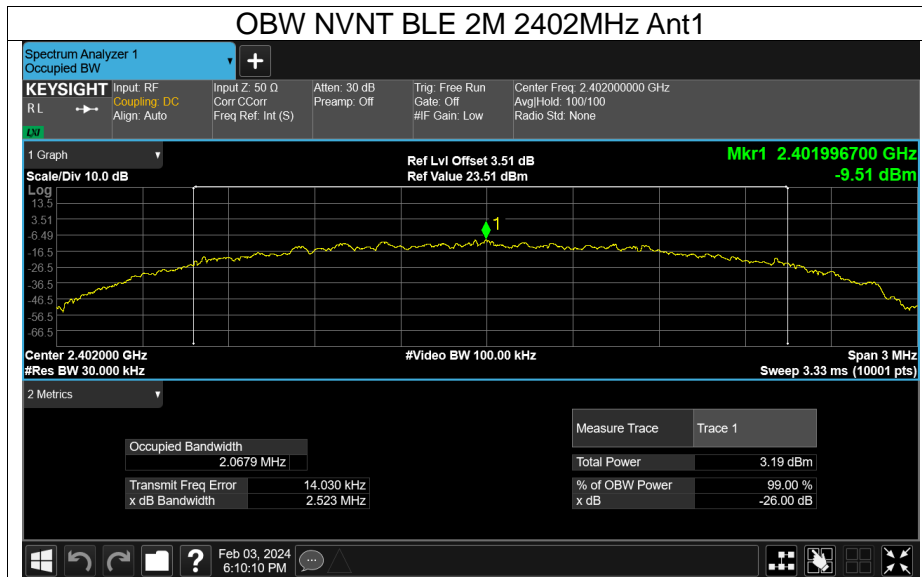 OBW NVNT BLE 2M 2402MHz Ant1
Spectrum Analyzer 1
Occupied BW
+
KEYSIGHT Input: RF Input Z: 50 Ω Atten: 30 dB Trig: Free Run Center Freq: 2.402000000 GHz
R L Coupling: DC Corr CCorr Preamp: Off Gate: Off Avg|Hold: 100/100
Align: Auto Freq Ref: Int (S) #IF Gain: Low Radio Std: None
LXI
1 Graph Ref Lvl Offset 3.51 dB Mkr1 2.401996700 GHz
Scale/Div 10.0 dB Ref Value 23.51 dBm -9.51 dBm
Log
13.5
3.51
1
-6.49
-16.5
-26.5
-36.5
-46.5
-56.5
-66.5
Center 2.402000 GHz #Video BW 100.00 kHz Span 3 MHz
#Res BW 30.000 kHz Sweep 3.33 ms (10001 pts)
2 Metrics
Measure Trace Trace 1
Occupied Bandwidth
2.0679 MHz Total Power 3.19 dBm
Transmit Freq Error 14.030 kHz % of OBW Power 99.00 %
x dB Bandwidth 2.523 MHz x dB -26.00 dB
? Feb 03, 2024
6:10:10 PM